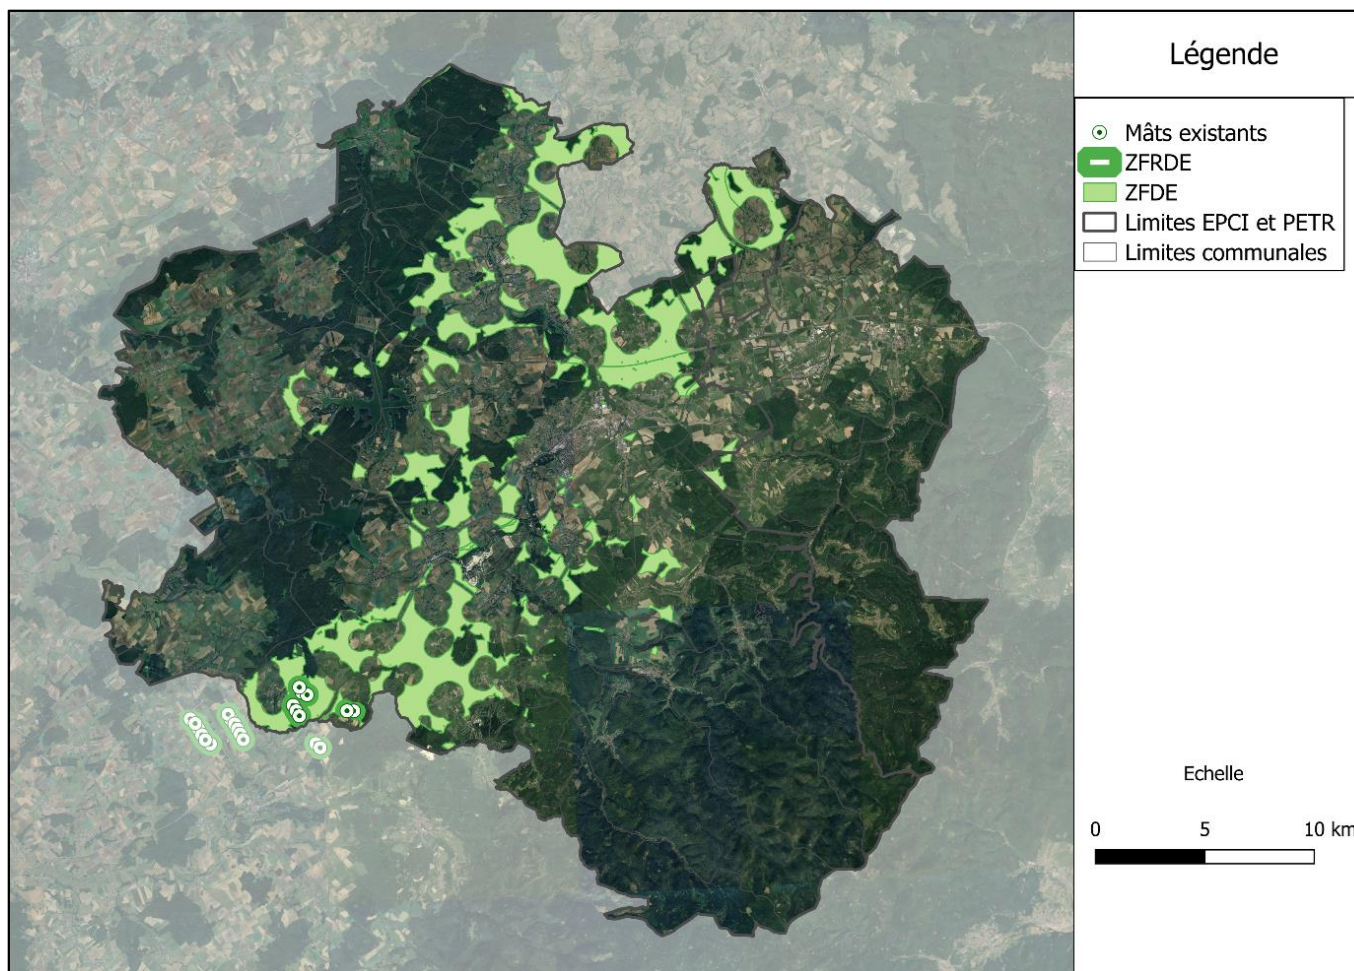 Légende
Mâts existants
ZFRDE
ZFDE
Limites EPCI et PETR
Limites communales
Echelle
0 5 10 km